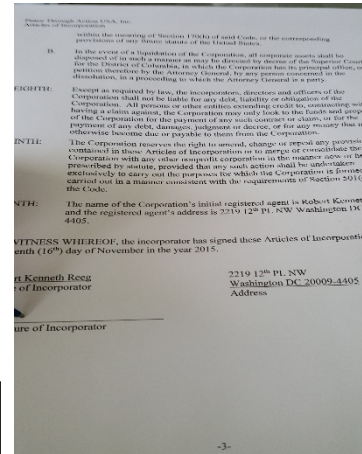 Peace Through Action USA, Inc.
Articles of Incorporation
within the meaning of Section 170(h) of said Code, or the corresponding
provisions of any future statute of the United States.
B. In the event of a liquidation of the Corporation, all corporate assets shall be
disposed of in such a manner as may be directed by decree of the Superior Court
for the District of Columbia, in which the Corporation has its principal office,
petition therefore by the Attorney General, by any person concerned in the
dissolution, in a proceeding to which the Attorney General is a party.
EIGHTH: Except as required by law, the incorporators, directors and officers of the
Corporation shall not be liable for any debt, liability or obligation of the
Corporation. All persons or other entities extending credit to, contracting wi
having a claim against, the Corporation may only look to the funds and prop
of the Corporation for the payment of any such contract or claim, or for the
payment of any debt, damages, judgment or decree, or for any money that m
otherwise become due or payable to them from the Corporation.
INTH: The Corporation reserves the right to amend, change or repeal any provisi
contained in these Articles of Incorporation or to merge or consolidate the
Corporation with any other nonprofit corporation in the manner now or he
prescribed by statute, provided that any such action shall be undertaken
exclusively to carry out the purposes for which the Corporation is formed
carried out in a manner consistent with the requirements of Section 501(
the Code.
NTH: The name of the Corporation's initial registered agent is Robert Kennet
and the registered agent's address is 2219 12th Pl. NW Washington DC
4405.
WITNESS WHEREOF, the incorporator has signed these Articles of Incorporatio
enth (16th) day of November in the year 2015.
rt Kenneth Reeg 2219 12th PL. NW
of Incorporator Washington DC 20009-4405
Address
ure of Incorporator
-3-